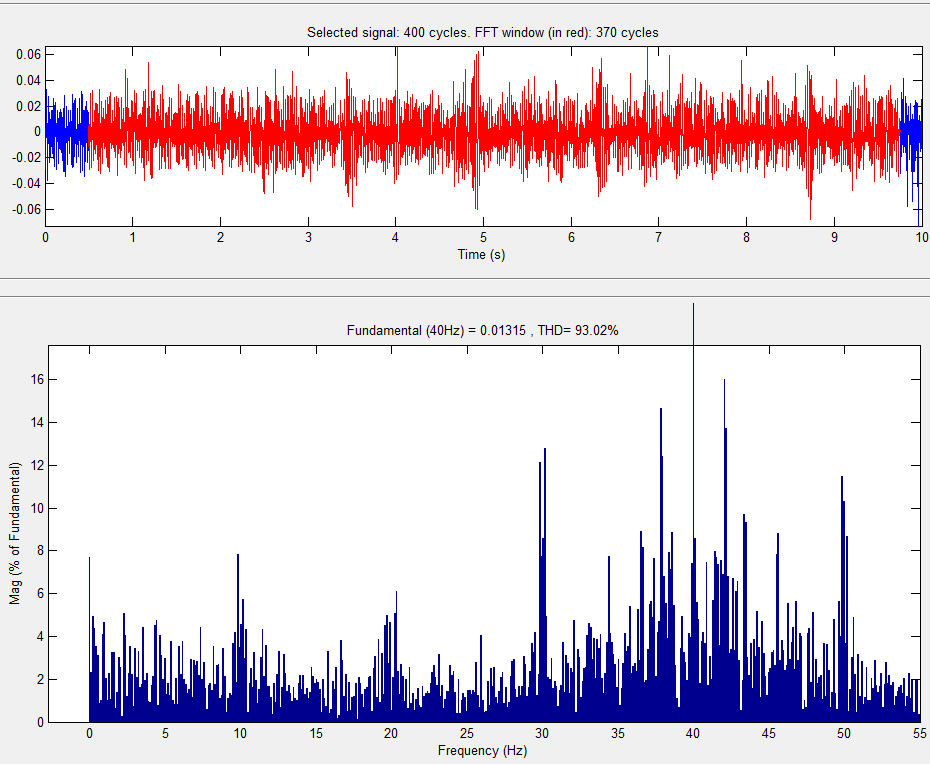 Selected signal: 400 cycles. FFT window (in red): 370 cycles
0.06
0.04
0.02
0
-0.02
-0.04
-0.06
0 1 2 3 4 5 6 7 8 9 10
Time (s)
Fundamental (40Hz) = 0.01315 , THD= 93.02%
Mag (% of Fundamental)
16
14
12
10
8
6
4
2
0
0 5 10 15 20 25 30 35 40 45 50 55
Frequency (Hz)